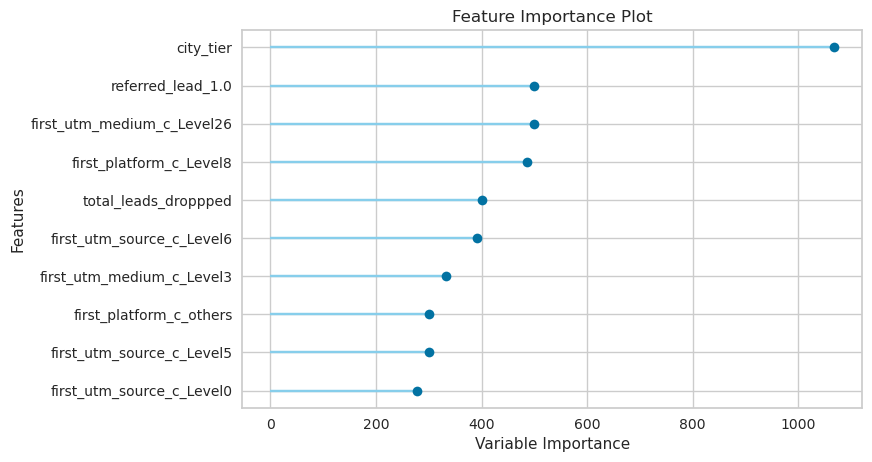 Feature Importance Plot
city_tier
referred_lead_1.0
first_utm_medium_c_Level26
first_platform_c_Level8
total_leads_droppped
first_utm_source_c_Level6
first_utm_medium_c_Level3
first_platform_c_others
first_utm_source_c_Level5
first_utm_source_c_Level0
Features
0 200 400 600 800 1000
Variable Importance